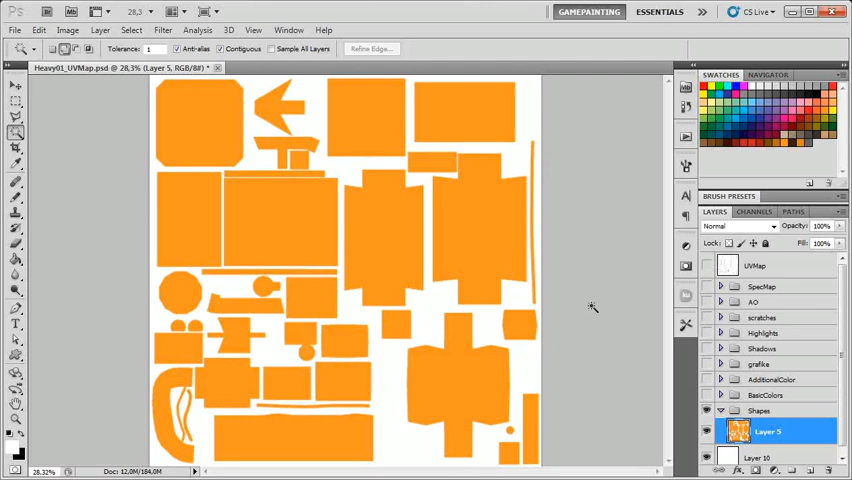 Ps Mb 28,3 GAMEPAINTING ESSENTIALS CS Live
File Edit Image Layer Select Filter Analysis 3D View Window Help
Tolerance: 1 Anti-alias Contiguous Sample All Layers Refine Edge...
Heavy01_UVMap.psd @ 28,3% (Layer 5, RGB/8#) *
SWATCHES NAVIGATOR
BRUSH PRESETS
LAYERS CHANNELS PATHS
Normal Opacity: 100%
Lock: Fill: 100%
UVMap
SpecMap
AO
scratches
Highlights
Shadows
grafike
AdditionalColor
BasicColors
Shapes
Layer 5
Layer 10
28.32% Doc: 12,0M/184,0M